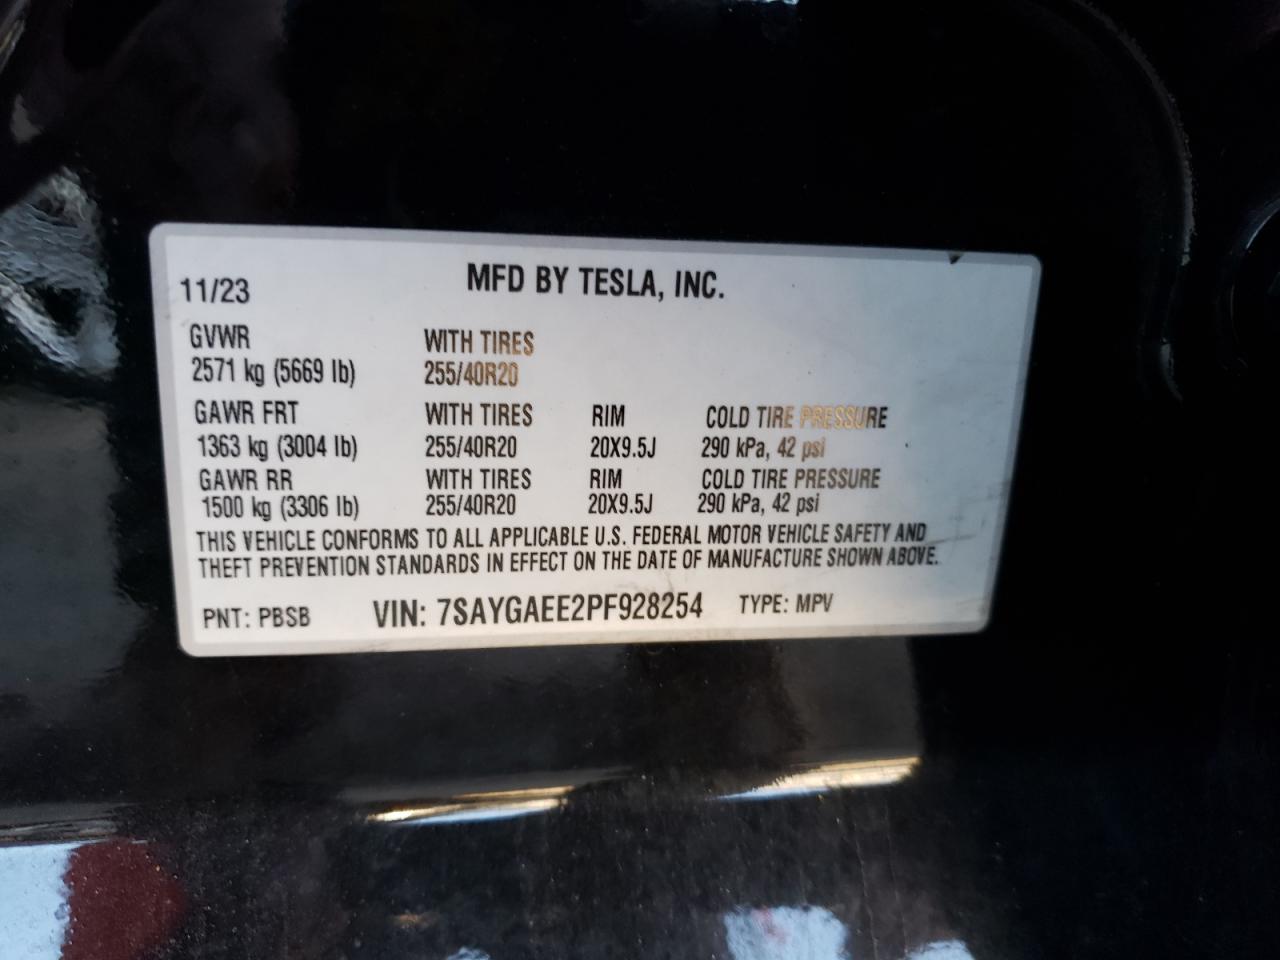 MFD BY TESLA, INC.
11/23
GVWR WITH TIRES
2571 kg (5669 lb) 255/40R20
GAWR FRT WITH TIRES RIM COLD TIRE PRESSURE
1363 kg (3004 lb) 255/40R20 20X9.5J 290 kPa, 42 psi
GAWR RR WITH TIRES RIM COLD TIRE PRESSURE
1500 kg (3306 lb) 255/40R20 20X9.5J 290 kPa, 42 psi
THIS VEHICLE CONFORMS TO ALL APPLICABLE U.S. FEDERAL MOTOR VEHICLE SAFETY AND
THEFT PREVENTION STANDARDS IN EFFECT ON THE DATE OF MANUFACTURE SHOWN ABOVE.
PNT: PBSB VIN: 7SAYGAEE2PF928254 TYPE: MPV